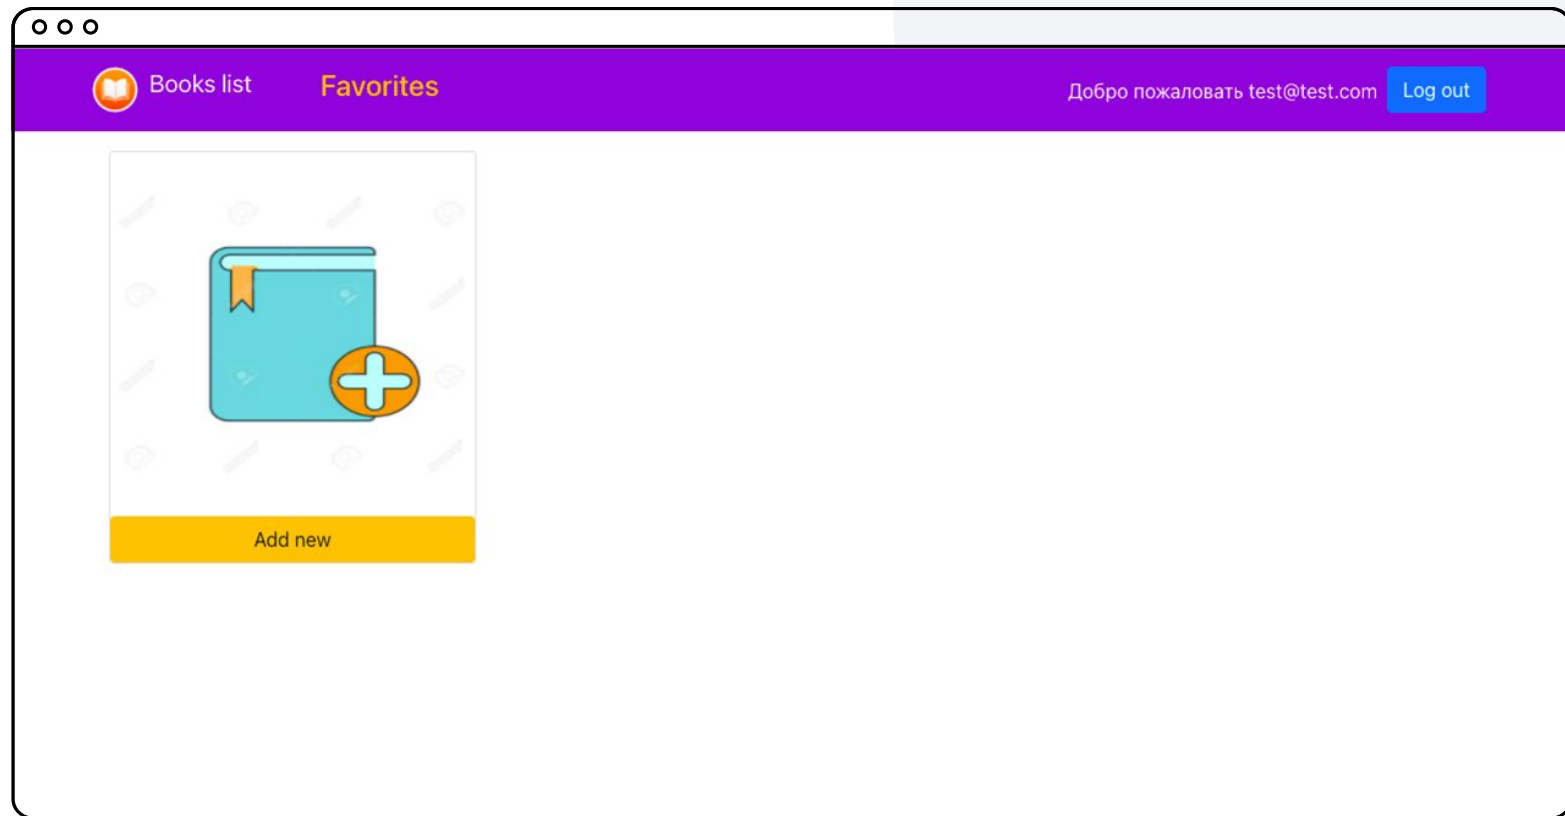 Books list
Favorites
Добро пожаловать test@test.com
Log out
Add new